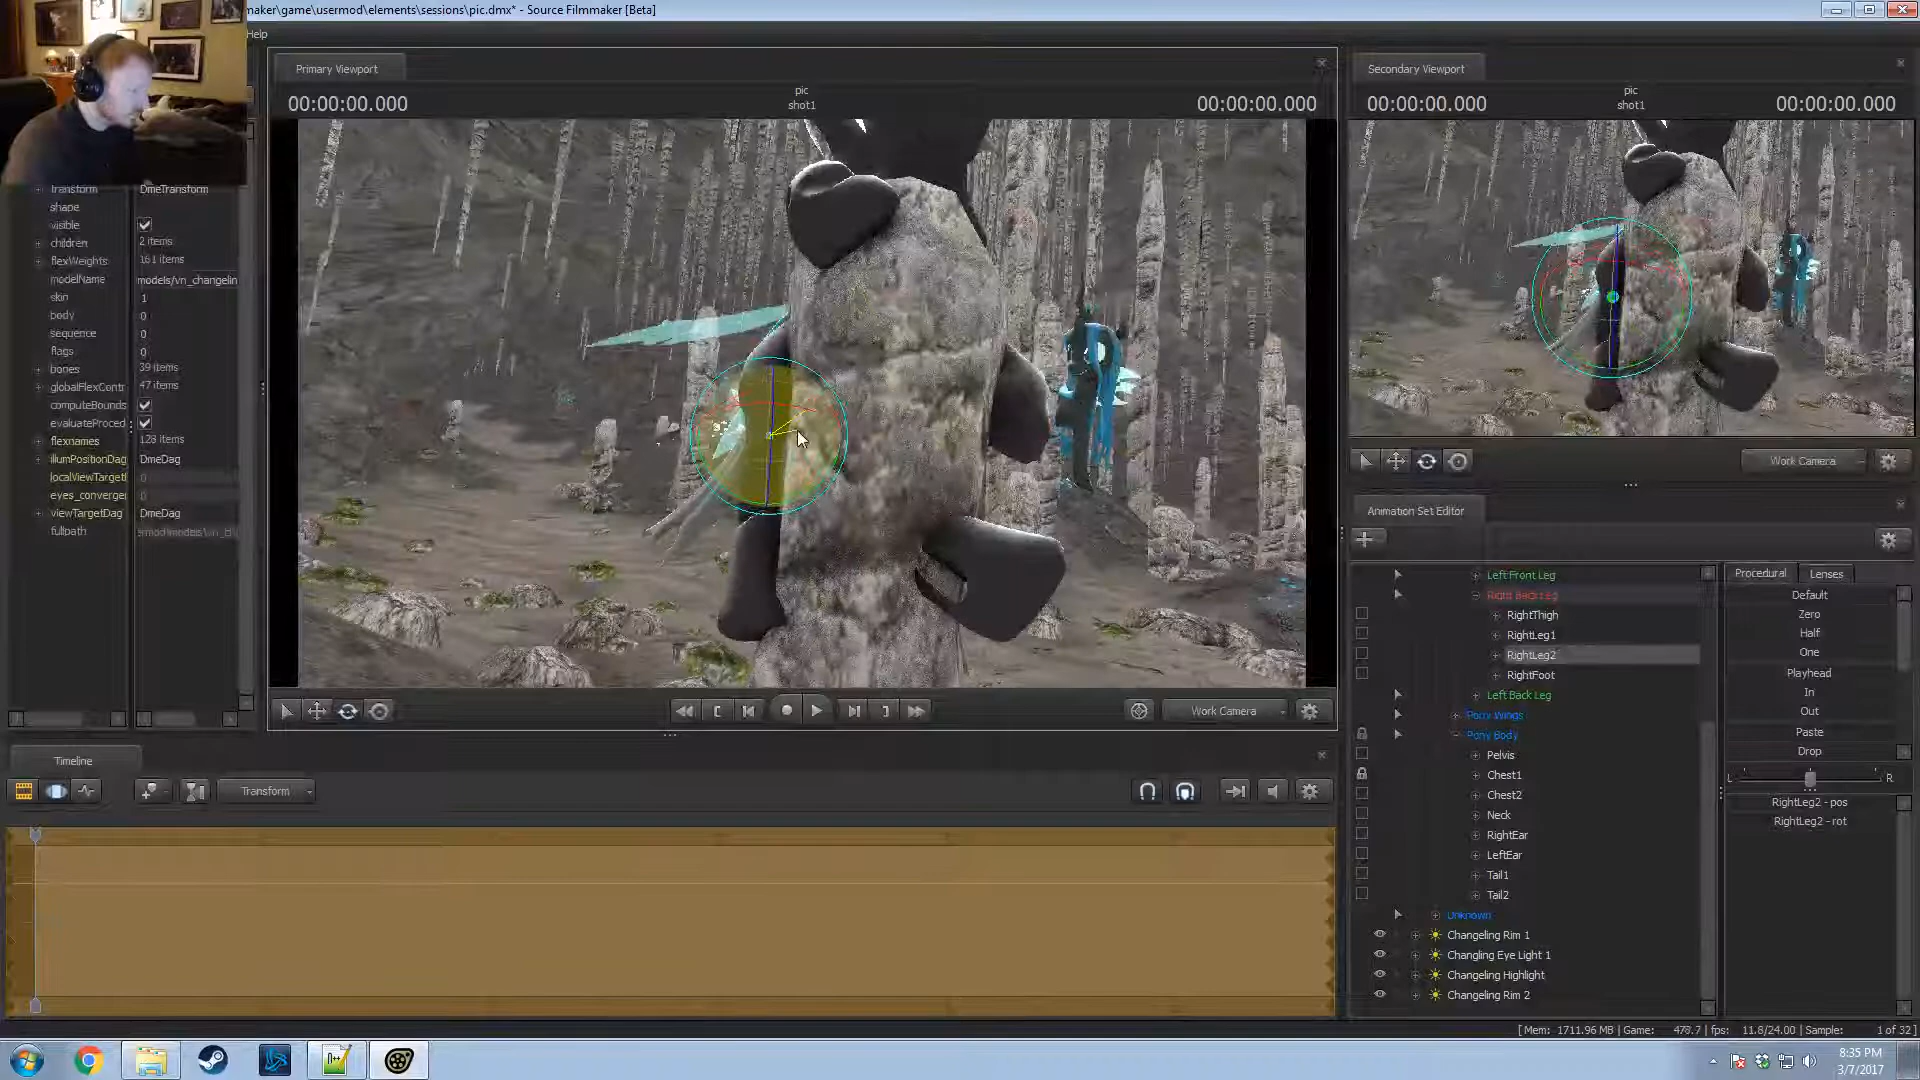 maker\game\usermod\elements\sessions\pic.dmx* - Source Filmmaker [Beta]
Help
Primary Viewport
00:00:00.000
pic
shot1
00:00:00.000
Secondary Viewport
00:00:00.000
pic
shot1
00:00:00.000
transform
DmeTransform
shape
visible
children
2 items
flexWeights
161 items
modelName
models/vn_changelin
skin
1
body
0
sequence
0
flags
0
bones
39 items
globalFlexContr
47 items
computeBounds
evaluateProced
flexnames
128 items
illumPositionDag
DmeDag
localViewTarget
0
eyes_converger
0
viewTargetDag
DmeDag
fullpath
Work Camera
Work Camera
Animation Set Editor
Left Front Leg
Right Back Leg
RightThigh
RightLeg1
RightLeg2
RightFoot
Left Back Leg
Pony Wings
Pony Body
Pelvis
Chest1
Chest2
Neck
RightEar
LeftEar
Tail1
Tail2
Unknown
Changeling Rim 1
Changling Eye Light 1
Changeling Highlight
Changeling Rim 2
Procedural
Lenses
Default
Zero
Half
One
Playhead
In
Out
Paste
Drop
L
R
RightLeg2 - pos
RightLeg2 - rot
Timeline
Transform
[ Mem: 1711.96 MB | Game: 478.7 | fps: 11.8/24.00 | Sample: 1 of 32 ]
8:35 PM
3/7/2017